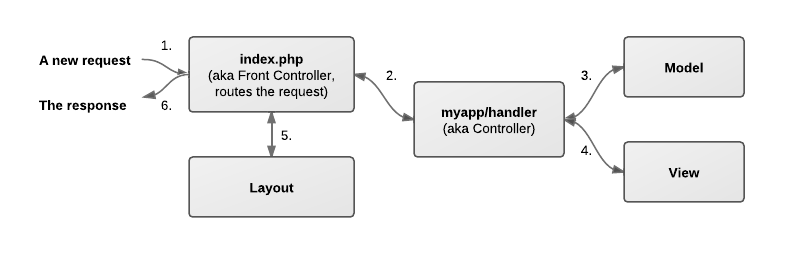 A new request
1.
index.php
(aka Front Controller,
routes the request)
The response
6.
2.
5.
Layout
myapp/handler
(aka Controller)
3.
Model
4.
View